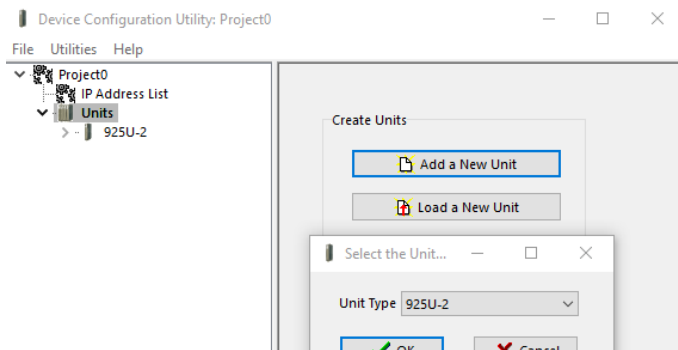 Device Configuration Utility: Project0
File Utilities Help
Project0
IP Address List
Units
925U-2
Create Units
Add a New Unit
Load a New Unit
Select the Unit...
Unit Type 925U-2
OK Cancel